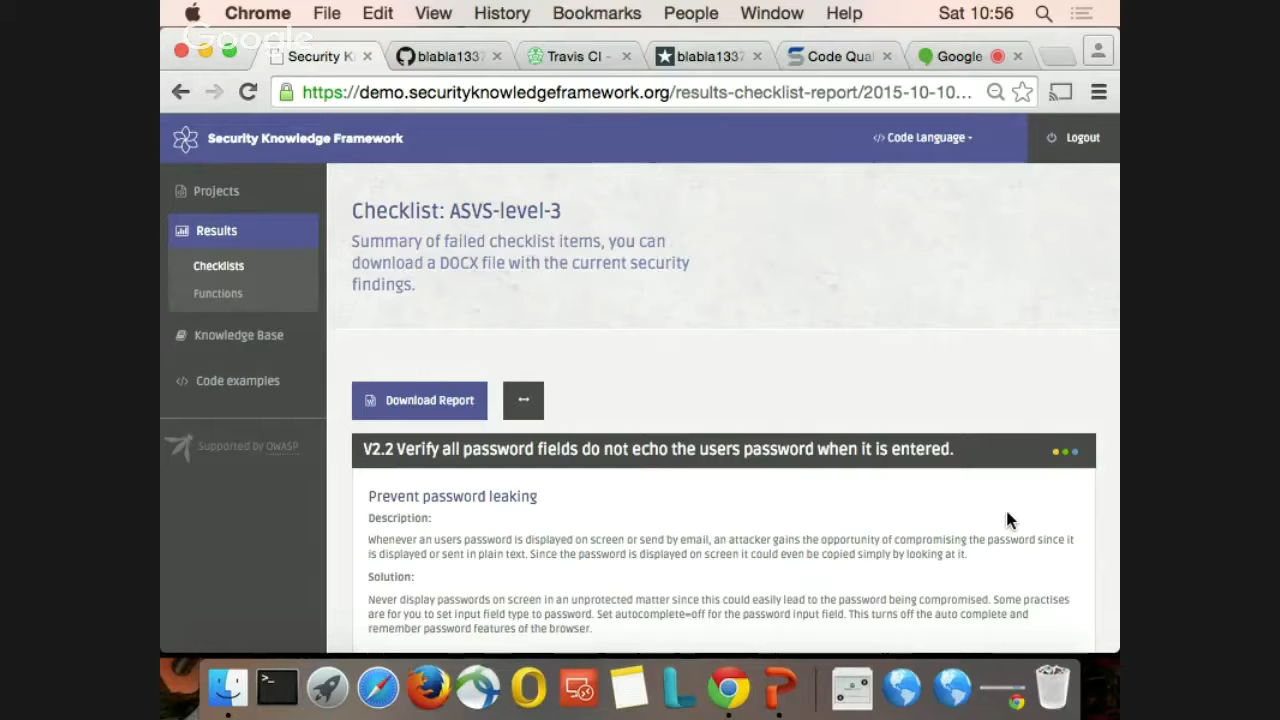 Chrome File Edit View History Bookmarks People Window Help Sat 10:56
Google
Security K blabla1337 Travis CI - blabla1337 Code Qual Google
https://demo.securityknowledgeframework.org/results-checklist-report/2015-10-10...
Security Knowledge Framework
</> Code Language
Logout
Projects
Results
Checklists
Functions
Knowledge Base
</> Code examples
Supported by OWASP
Checklist: ASVS-level-3
Summary of failed checklist items, you can
download a DOCX file with the current security
findings.
Download Report
V2.2 Verify all password fields do not echo the users password when it is entered.
Prevent password leaking
Description:
Whenever an users password is displayed on screen or send by email, an attacker gains the opportunity of compromising the password since it
is displayed or sent in plain text. Since the password is displayed on screen it could even be copied simply by looking at it.
Solution:
Never display passwords on screen in an unprotected matter since this could easily lead to the password being compromised. Some practises
are for you to set input field type to password. Set autocomplete=off for the password input field. This turns off the auto complete and
remember password features of the browser.